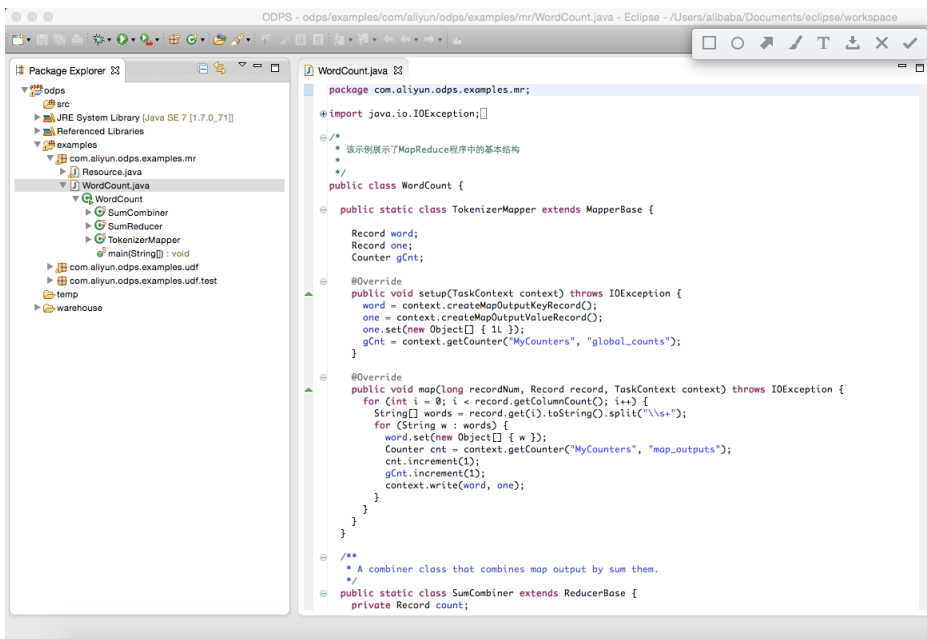 ODPS - odps/examples/com/aliyun/odps/examples/mr/WordCount.java - Eclipse - /Users/alibaba/Documents/eclipse/workspace
Package Explorer
odps
src
JRE System Library [Java SE 7 [1.7.0_71]]
Referenced Libraries
examples
com.aliyun.odps.examples.mr
Resource.java
WordCount.java
WordCount
SumCombiner
SumReducer
TokenizerMapper
main(String[]) : void
com.aliyun.odps.examples.udf
com.aliyun.odps.examples.udf.test
temp
warehouse
WordCount.java
package com.aliyun.odps.examples.mr;
import java.io.IOException;
/*
 * 该示例展示了MapReduce程序中的基本结构
 *
 */
public class WordCount {
  public static class TokenizerMapper extends MapperBase {
    Record word;
    Record one;
    Counter gCnt;
    @Override
    public void setup(TaskContext context) throws IOException {
      word = context.createMapOutputKeyRecord();
      one = context.createMapOutputValueRecord();
      one.set(new Object[] { 1L });
      gCnt = context.getCounter("MyCounters", "global_counts");
    }
    @Override
    public void map(long recordNum, Record record, TaskContext context) throws IOException {
      for (int i = 0; i < record.getColumnCount(); i++) {
        String[] words = record.get(i).toString().split("\\s+");
        for (String w : words) {
          word.set(new Object[] { w });
          Counter cnt = context.getCounter("MyCounters", "map_outputs");
          cnt.increment(1);
          gCnt.increment(1);
          context.write(word, one);
        }
      }
    }
  }
  /**
   * A combiner class that combines map output by sum them.
   */
  public static class SumCombiner extends ReducerBase {
    private Record count;